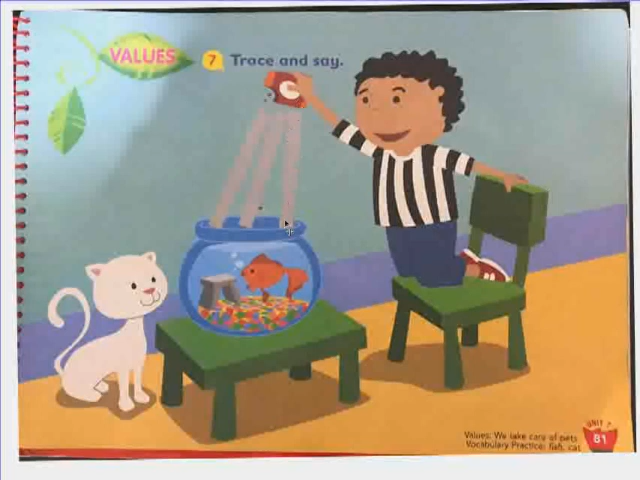 VALUES
7 Trace and say.
UNIT 7
Values: We take care of pets
Vocabulary Practice: fish, cat
81